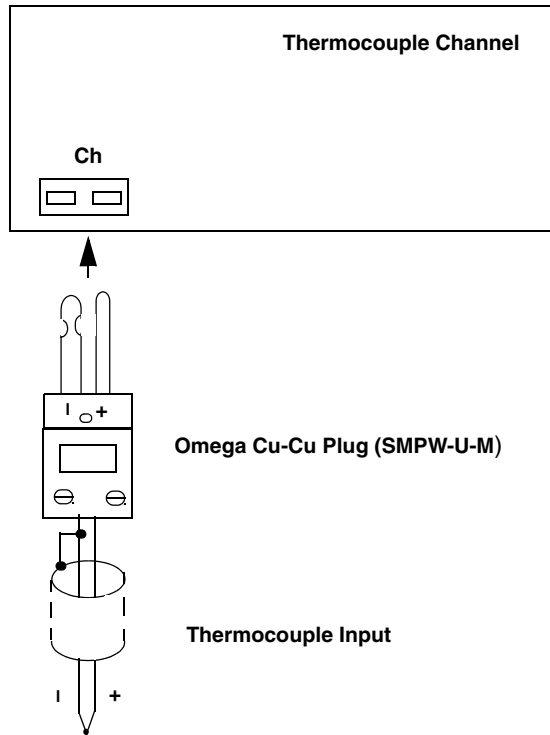 Thermocouple Channel
Ch
I +
Omega Cu-Cu Plug (SMPW-U-M)
Thermocouple Input
I +